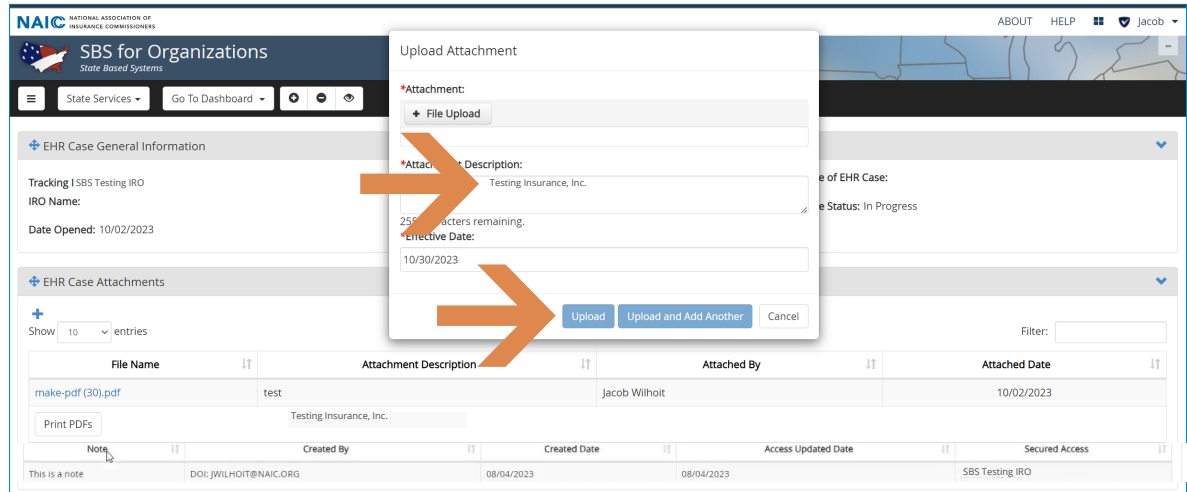 NAIC NATIONAL ASSOCIATION OF
INSURANCE COMMISSIONERS
ABOUT HELP Jacob
SBS for Organizations
State Based Systems
State Services
Go To Dashboard
Upload Attachment
*Attachment:
+ File Upload
*Attach t Description:
Testing Insurance, Inc.
255 acters remaining.
*Effective Date:
10/30/2023
Upload
Upload and Add Another
Cancel
EHR Case General Information
Tracking I SBS Testing IRO
IRO Name:
Date Opened: 10/02/2023
e of EHR Case:
e Status: In Progress
EHR Case Attachments
+
Show 10 entries
Filter:
File Name Attachment Description Attached By Attached Date
make-pdf (30).pdf test Jacob Wilhoit 10/02/2023
Print PDFs
Testing Insurance, Inc.
Note Created By Created Date Access Updated Date Secured Access
This is a note DOI: JWILHOIT@NAIC.ORG 08/04/2023 08/04/2023 SBS Testing IRO